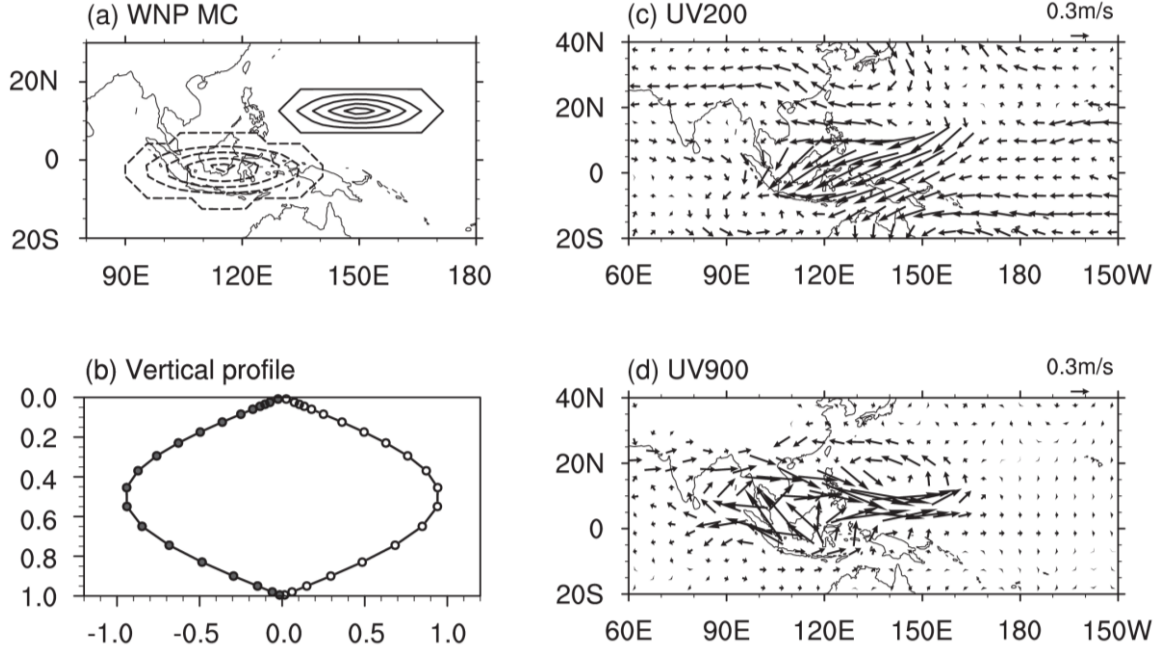 (a) WNP MC
20N
0
20S
90E 120E 150E 180
(c) UV200 0.3m/s
40N
20N
0
20S
60E 90E 120E 150E 180 150W
(b) Vertical profile
0.0
0.2
0.4
0.6
0.8
1.0
-1.0 -0.5 0.0 0.5 1.0
(d) UV900 0.3m/s
40N
20N
0
20S
60E 90E 120E 150E 180 150W